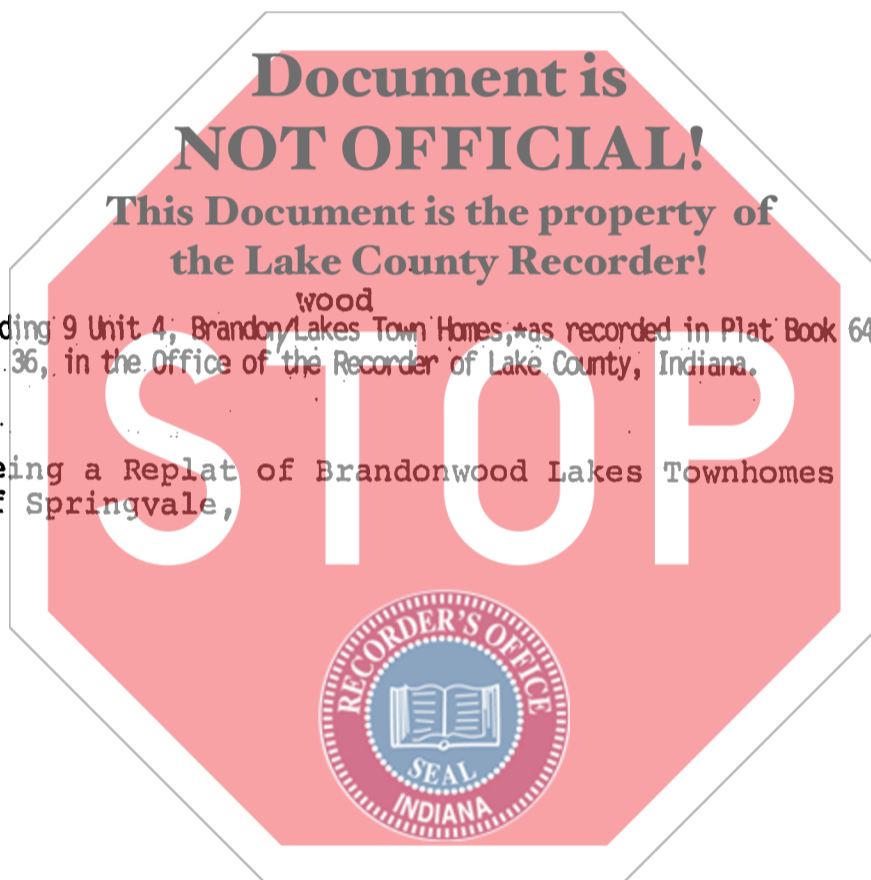 Document is
NOT OFFICIAL!
This Document is the property of
the Lake County Recorder!
wood
ding 9 Unit 4, Brandon/Lakes Town Homes,*as recorded in Plat Book 64
36, in the Office of the Recorder of Lake County, Indiana.
eing a Replat of Brandonwood Lakes Townhomes
f Springvale,
STOP
RECORDER'S OFFICE
SEAL
INDIANA